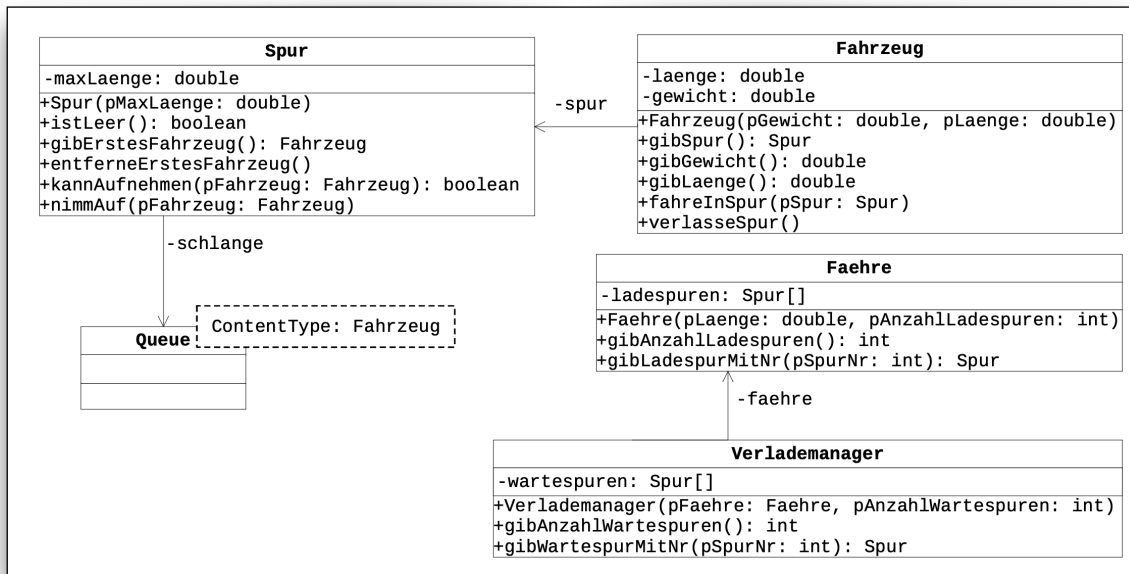 Spur
-maxLaenge: double
+Spur(pMaxLaenge: double)
+istLeer(): boolean
+gibErstesFahrzeug(): Fahrzeug
+entferneErstesFahrzeug()
+kannAufnehmen(pFahrzeug: Fahrzeug): boolean
+nimmAuf(pFahrzeug: Fahrzeug)
-spur
Fahrzeug
-laenge: double
-gewicht: double
+Fahrzeug(pGewicht: double, pLaenge: double)
+gibSpur(): Spur
+gibGewicht(): double
+gibLaenge(): double
+fahreInSpur(pSpur: Spur)
+verlasseSpur()
-schlange
ContentType: Fahrzeug
Queue
Faehre
-ladespuren: Spur[]
+Faehre(pLaenge: double, pAnzahlLadespuren: int)
+gibAnzahlLadespuren(): int
+gibLadespurMitNr(pSpurNr: int): Spur
-faehre
Verlademanager
-wartespuren: Spur[]
+Verlademanager(pFaehre: Faehre, pAnzahlWartespuren: int)
+gibAnzahlWartespuren(): int
+gibWartespurMitNr(pSpurNr: int): Spur